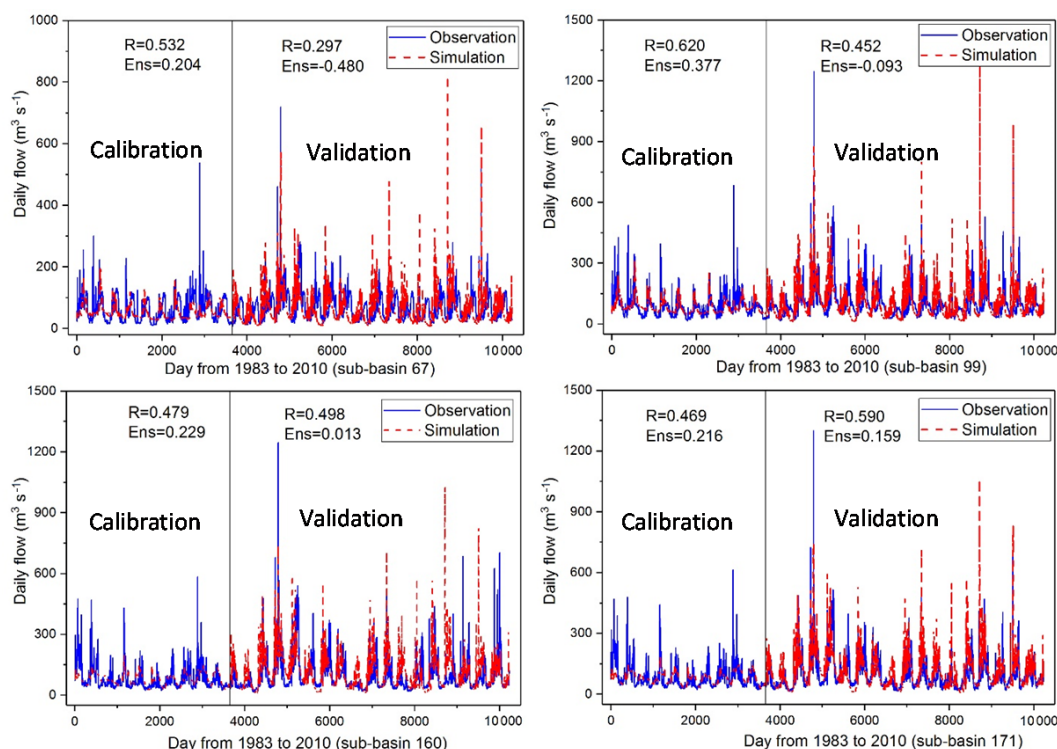 1000
800
600
400
200
0
Daily flow (m³ s⁻¹)
R=0.532
Ens=0.204
R=0.297
Ens=-0.480
Observation
Simulation
Calibration
Validation
0 2000 4000 6000 8000 10000
Day from 1983 to 2010 (sub-basin 67)
1500
1200
900
600
300
0
Daily flow (m³ s⁻¹)
R=0.620
Ens=0.377
R=0.452
Ens=-0.093
Observation
Simulation
Calibration
Validation
0 2000 4000 6000 8000 10000
Day from 1983 to 2010 (sub-basin 99)
1500
1200
900
600
300
0
Daily flow (m³ s⁻¹)
R=0.479
Ens=0.229
R=0.498
Ens=0.013
Observation
Simulation
Calibration
Validation
0 2000 4000 6000 8000 10000
Day from 1983 to 2010 (sub-basin 160)
1500
1200
900
600
300
0
Daily flow (m³ s⁻¹)
R=0.469
Ens=0.216
R=0.590
Ens=0.159
Observation
Simulation
Calibration
Validation
0 2000 4000 6000 8000 10000
Day from 1983 to 2010 (sub-basin 171)